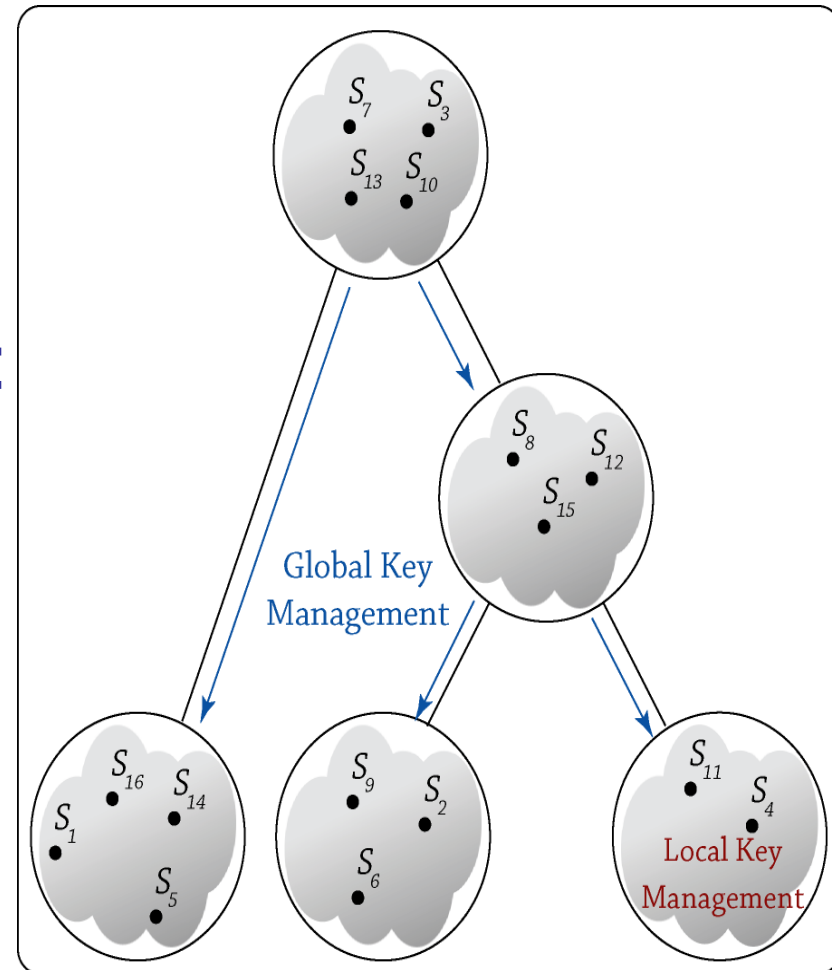 S7
S3
S13
S10
S8
S12
S15
Global Key
Management
S16
S14
S1
S5
S9
S2
S6
S11
S4
Local Key
Management